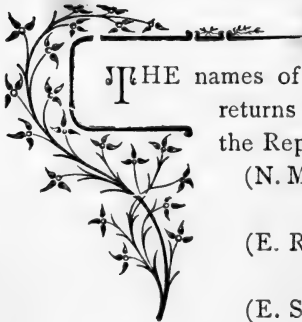 THE names of
returns
the Rep
(N. M
(E. R
(E. S